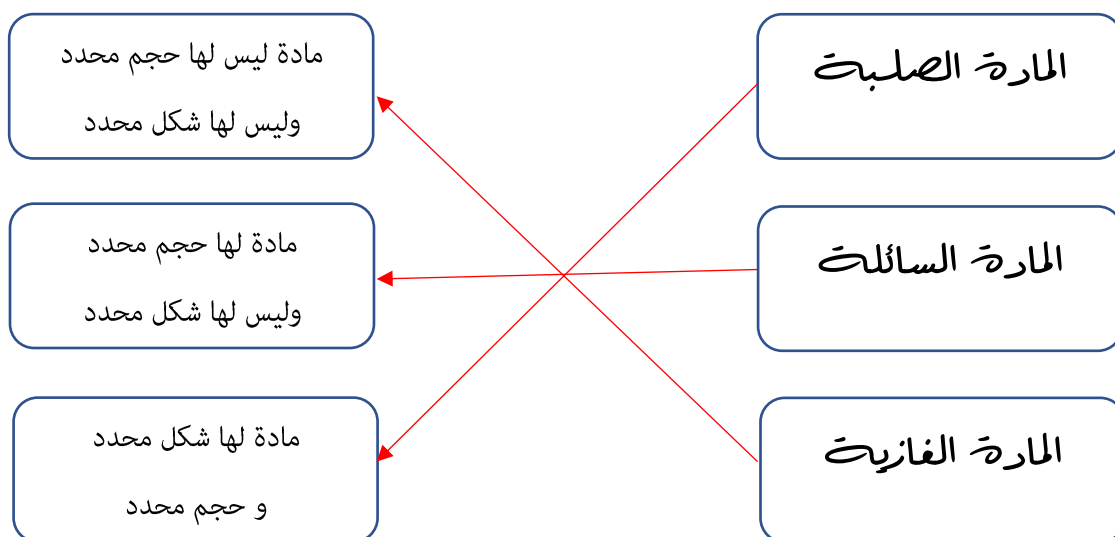 المادة الصلبة
مادة ليس لها حجم محدد
وليس لها شكل محدد
المادة السائلة
مادة لها حجم محدد
وليس لها شكل محدد
المادة الغازية
مادة لها شكل محدد
و حجم محدد